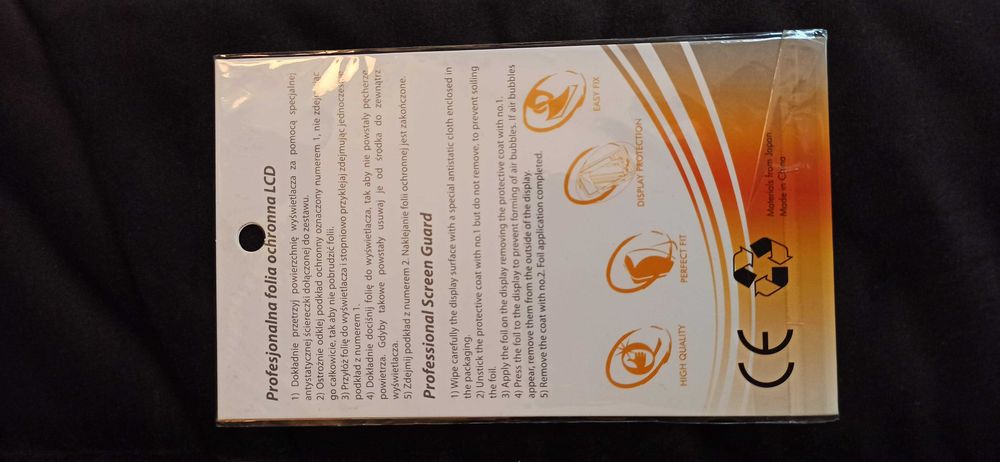 Profesjonalna folia ochronna LCD
1) Dokładnie przetrzyj powierzchnię wyświetlacza za pomocą specjalnej
antystatycznej ściereczki dołączonej do zestawu.
2) Ostrożnie odklej podkład ochronny oznaczony numerem 1, nie
go całkowicie, tak aby nie pobrudzić folii.
3) Przyłóż folię do wyświetlacza i stopniowo przyklejaj zdejmując jednocześnie
podkład z numerem 1.
4) Dokładnie dociśnij folię do wyświetlacza, tak aby nie powstały pęcherze
powietrza. Gdyby takowe powstały usuwaj je od środka do zewnątrz
wyświetlacza.
5) Zdejmij podkład z numerem 2. Naklejanie folii ochronnej jest zakończone.
Professional Screen Guard
1) Wipe carefully the display surface with a special antistatic cloth enclosed in
the packaging.
2) Unstick the protective coat with no.1 but do not remove, to prevent soiling
the foil.
3) Apply the foil on the display removing the protective coat with no.1.
4) Press the foil to the display to prevent forming of air bubbles. If air bubbles
appear, remove them from the outside of the display.
5) Remove the coat with no.2. Foil application completed.
HIGH QUALITY
PERFECT FIT
DISPLAY PROTECTION
EASY FIX
CE
Materials from Japan
Made in China